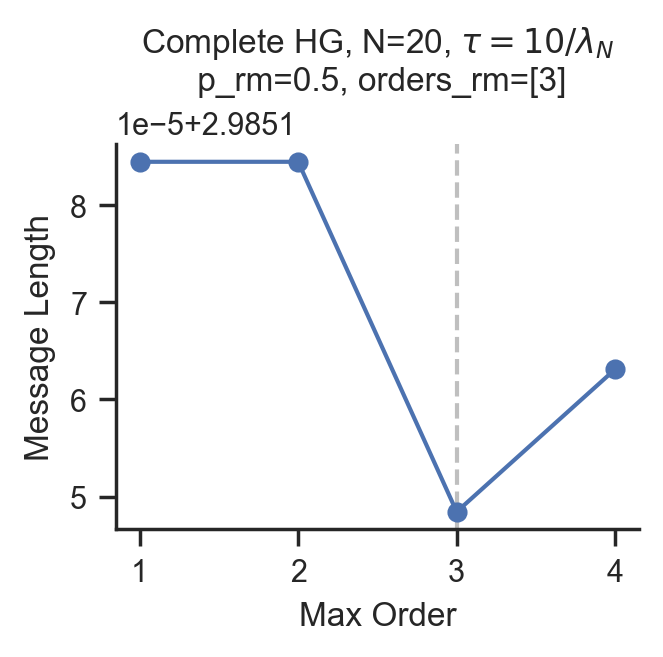 Complete HG, N=20, τ = 10/λ_N
p_rm=0.5, orders_rm=[3]
1e−5+2.9851
8
7
6
5
Message Length
1 2 3 4
Max Order